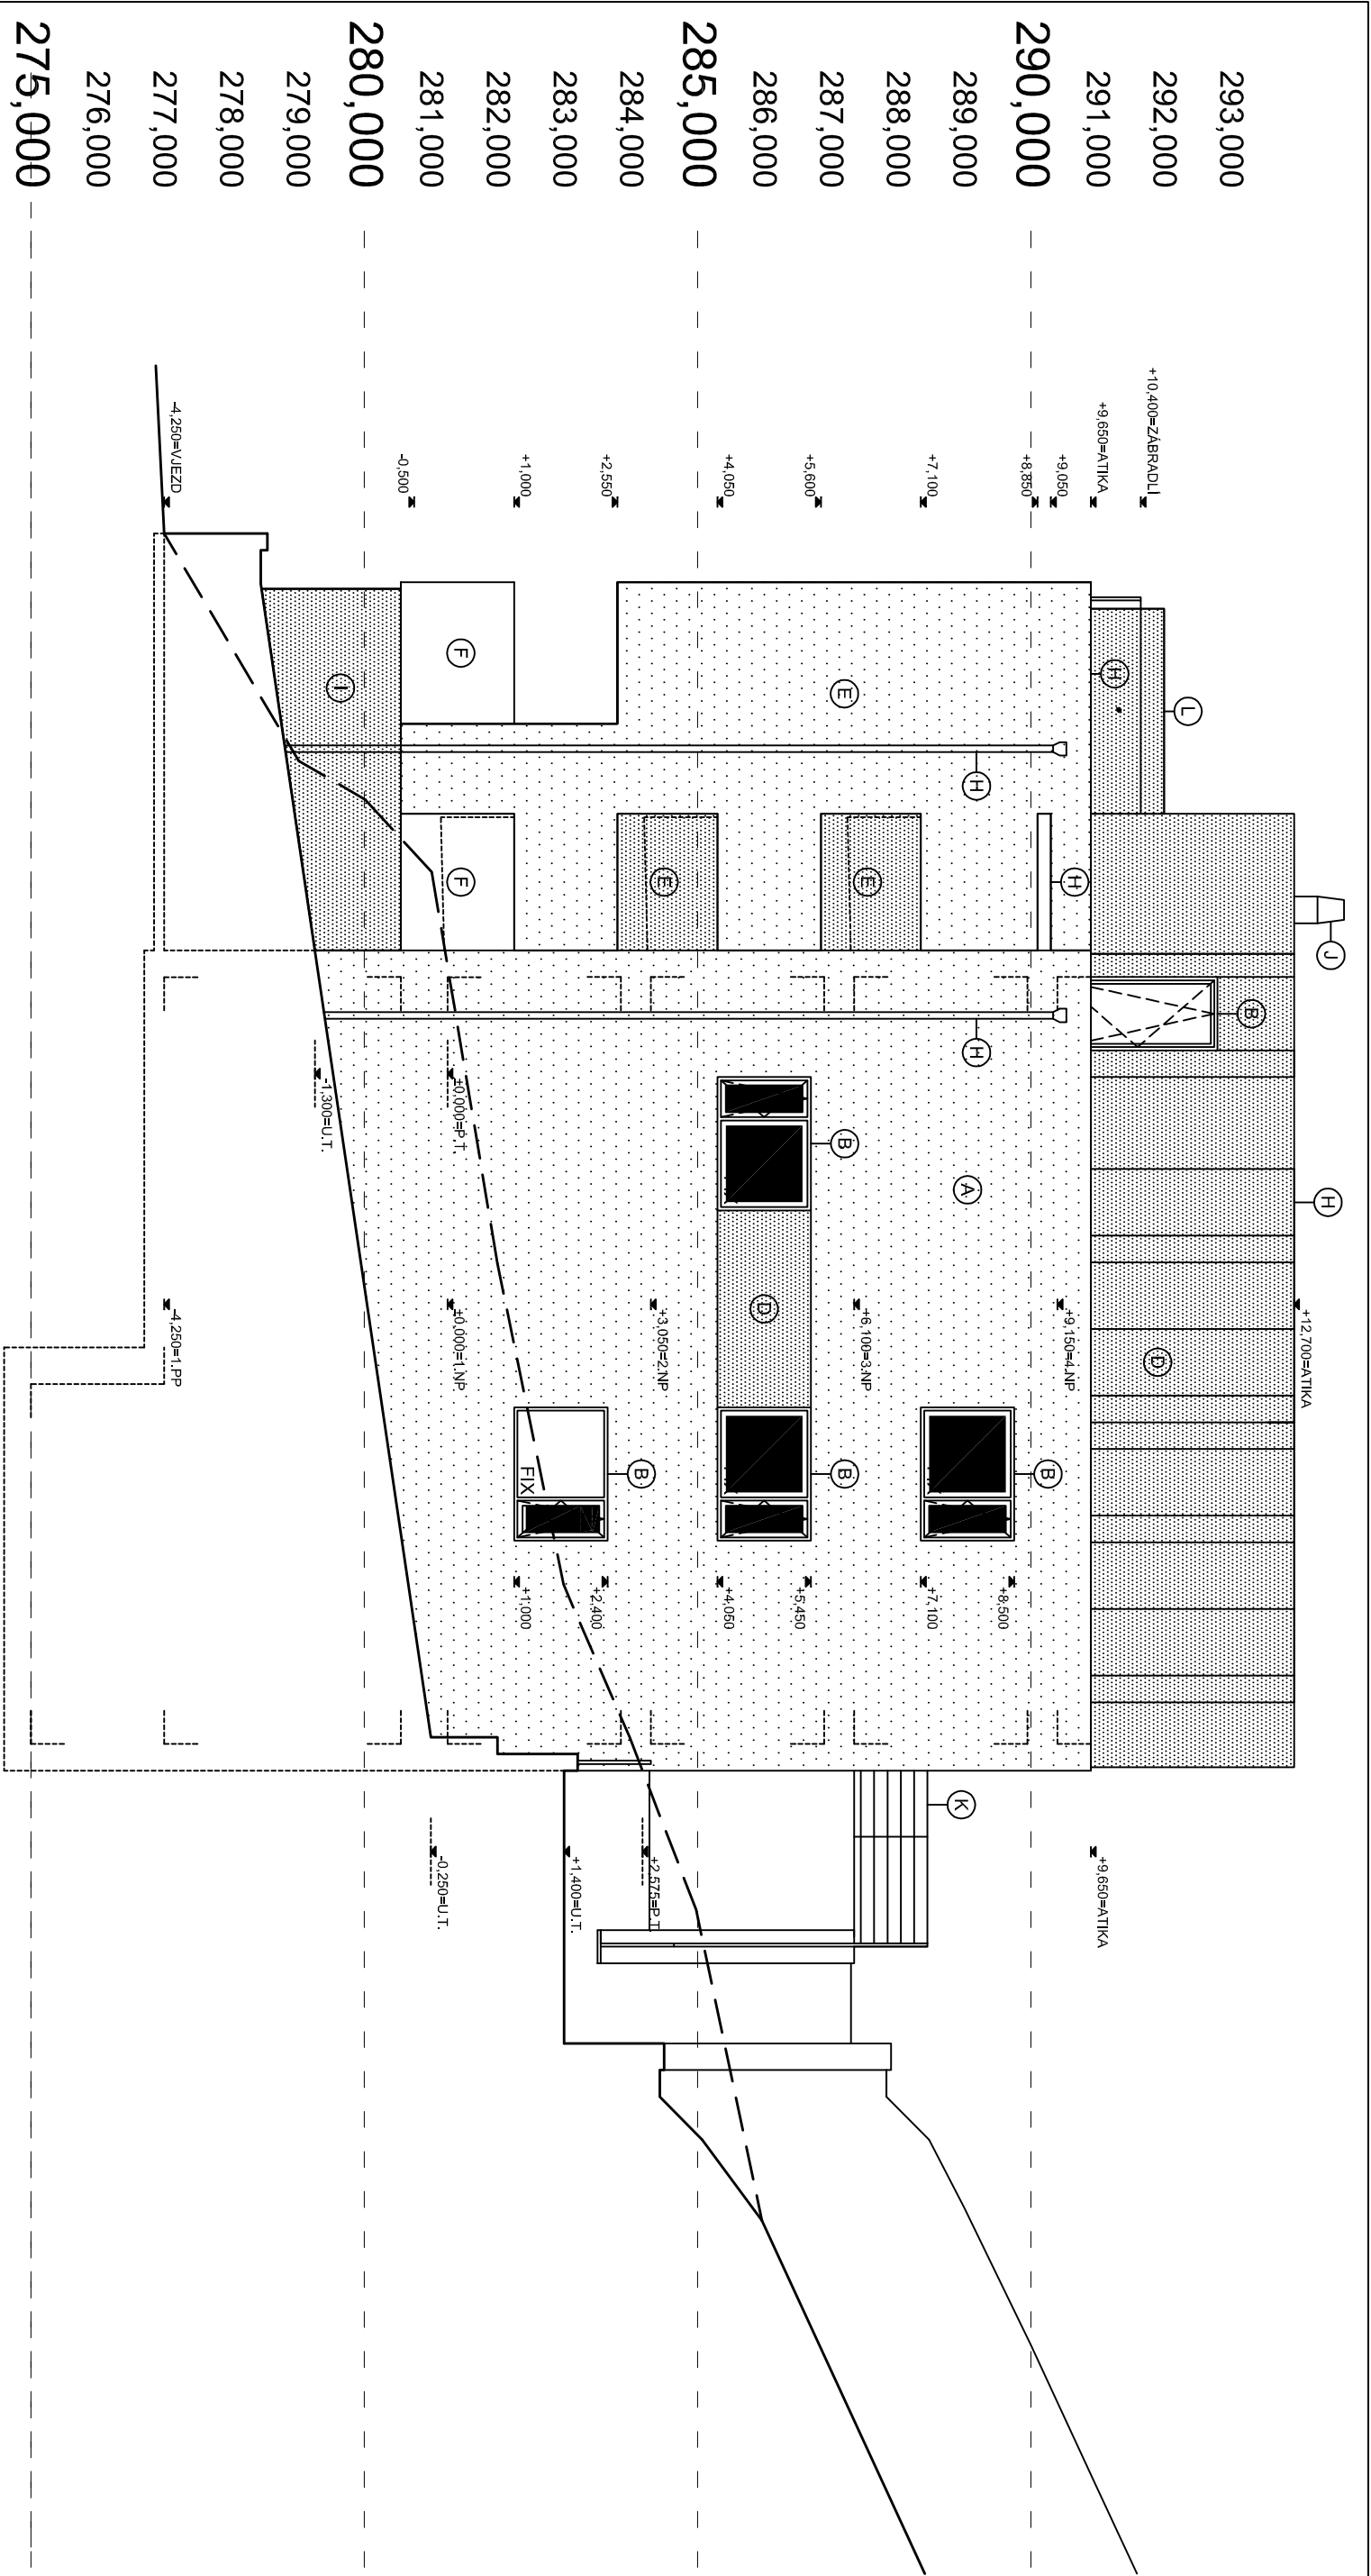 293,000
292,000
291,000
290,000
289,000
288,000
287,000
286,000
285,000
284,000
283,000
282,000
281,000
280,000
279,000
278,000
277,000
276,000
275,000
+10,400=ZÁBRADLÍ
+9,650=ATIKA
+9,050
+8,850
+7,100
+5,600
+4,050
+2,550
+1,000
-0,500
-4,250=VJEZD
L
H
E
H
F
I
J
H
E
E
F
B
H
±0,000=P.T.
-1,300=U.T.
H
B
A
+12,700=ATIKA
D
+9,150=4.NP
+6,100=3.NP
D
+3,050=2.NP
±0,000=1.NP
-4,250=1.PP
B
B
B
FIX
+8,500
+7,100
+5,450
+4,050
+2,400
+1,000
K
+9,650=ATIKA
+2,575=P.T.
+1,400=U.T.
-0,250=U.T.